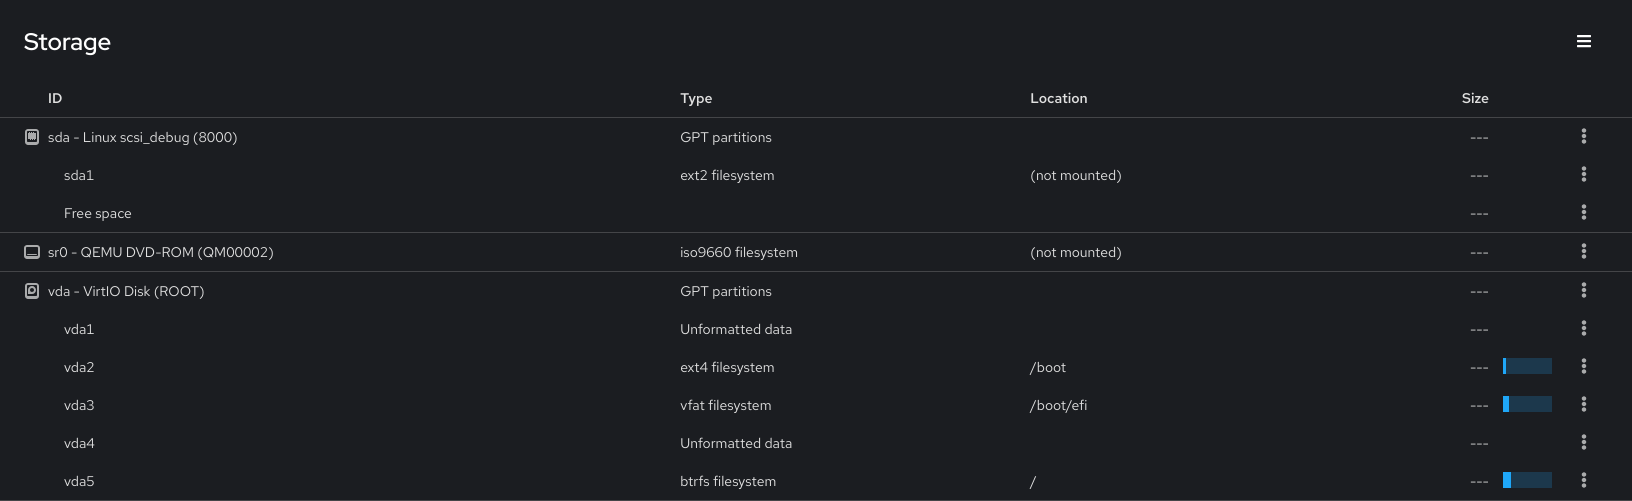 Storage
ID Type Location Size
sda - Linux scsi_debug (8000) GPT partitions ---
sda1 ext2 filesystem (not mounted) ---
Free space ---
sr0 - QEMU DVD-ROM (QM00002) iso9660 filesystem (not mounted) ---
vda - VirtIO Disk (ROOT) GPT partitions ---
vda1 Unformatted data ---
vda2 ext4 filesystem /boot ---
vda3 vfat filesystem /boot/efi ---
vda4 Unformatted data ---
vda5 btrfs filesystem / ---